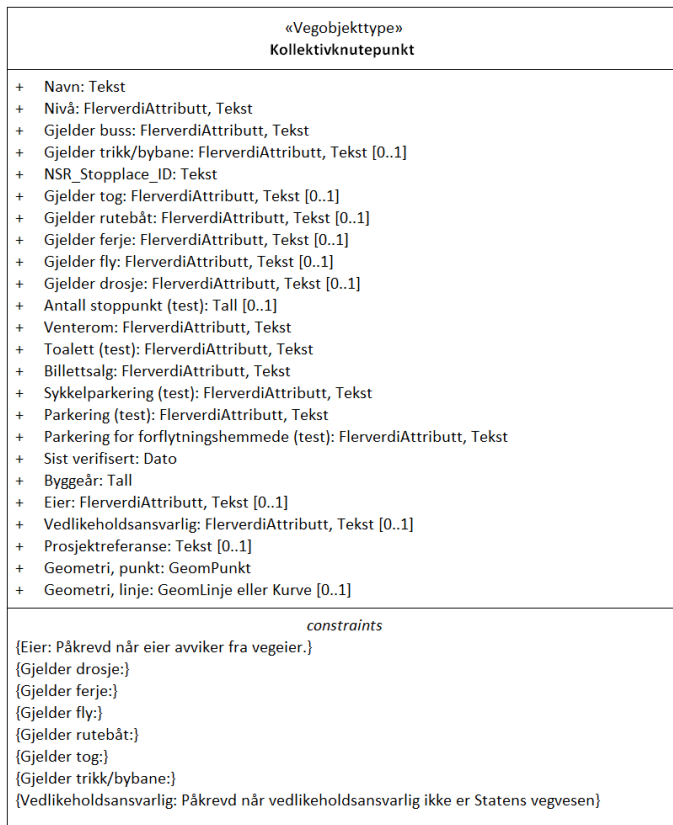 «Vegobjekttype»
Kollektivknutepunkt
+ Navn: Tekst
+ Nivå: FlerverdiAttributt, Tekst
+ Gjelder buss: FlerverdiAttributt, Tekst
+ Gjelder trikk/bybane: FlerverdiAttributt, Tekst [0..1]
+ NSR_Stopplace_ID: Tekst
+ Gjelder tog: FlerverdiAttributt, Tekst [0..1]
+ Gjelder rutebåt: FlerverdiAttributt, Tekst [0..1]
+ Gjelder ferje: FlerverdiAttributt, Tekst [0..1]
+ Gjelder fly: FlerverdiAttributt, Tekst [0..1]
+ Gjelder drosje: FlerverdiAttributt, Tekst [0..1]
+ Antall stoppunkt (test): Tall [0..1]
+ Venterom: FlerverdiAttributt, Tekst
+ Toalett (test): FlerverdiAttributt, Tekst
+ Billettsalg: FlerverdiAttributt, Tekst
+ Sykkelparkering (test): FlerverdiAttributt, Tekst
+ Parkering (test): FlerverdiAttributt, Tekst
+ Parkering for forflytningshemmede (test): FlerverdiAttributt, Tekst
+ Sist verifisert: Dato
+ Byggeår: Tall
+ Eier: FlerverdiAttributt, Tekst [0..1]
+ Vedlikeholdsansvarlig: FlerverdiAttributt, Tekst [0..1]
+ Prosjektreferanse: Tekst [0..1]
+ Geometri, punkt: GeomPunkt
+ Geometri, linje: GeomLinje eller Kurve [0..1]
constraints
{Eier: Påkrevd når eier avviker fra vegeier.}
{Gjelder drosje:}
{Gjelder ferje:}
{Gjelder fly:}
{Gjelder rutebåt:}
{Gjelder tog:}
{Gjelder trikk/bybane:}
{Vedlikeholdsansvarlig: Påkrevd når vedlikeholdsansvarlig ikke er Statens vegvesen}